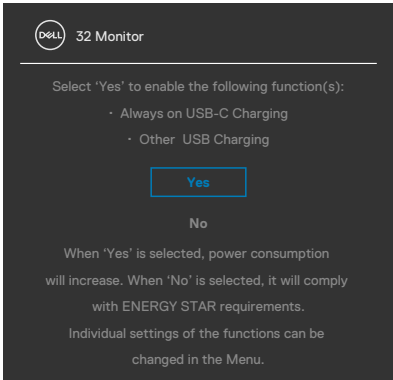 DELL 32 Monitor
Select ‘Yes’ to enable the following function(s):
· Always on USB-C Charging
· Other USB Charging
Yes
No
When ‘Yes’ is selected, power consumption
will increase. When ‘No’ is selected, it will comply
with ENERGY STAR requirements.
Individual settings of the functions can be
changed in the Menu.